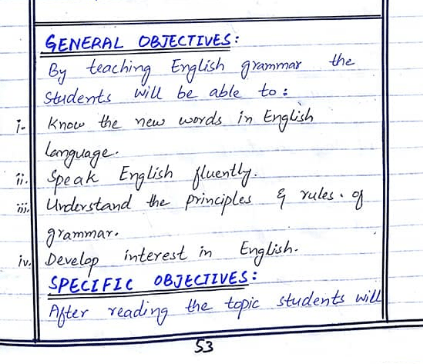 GENERAL OBJECTIVES:
By teaching English grammar the
Students will be able to:
i- Know the new words in English
language.
ii. Speak English fluently.
iii. Understand the principles & rules. of
grammar.
iv. Develop interest in English.
SPECIFIC OBJECTIVES:
After reading the topic students will
53